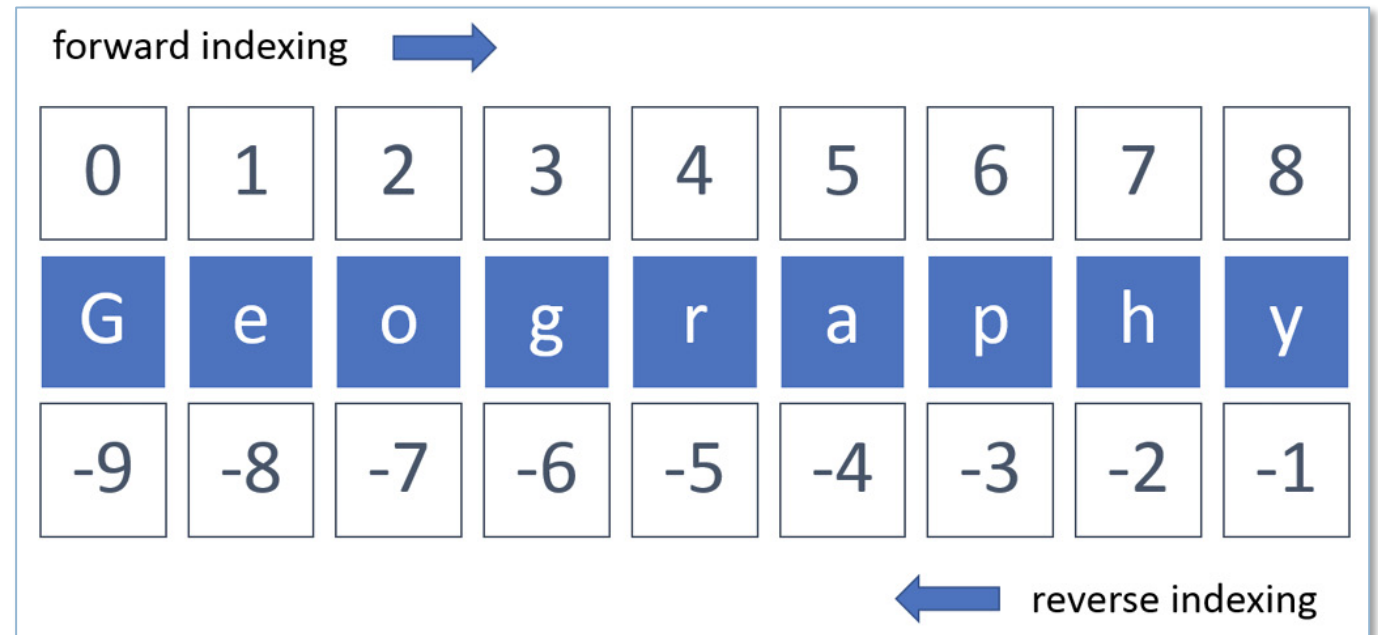 forward indexing
0 1 2 3 4 5 6 7 8
G e o g r a p h y
-9 -8 -7 -6 -5 -4 -3 -2 -1
reverse indexing